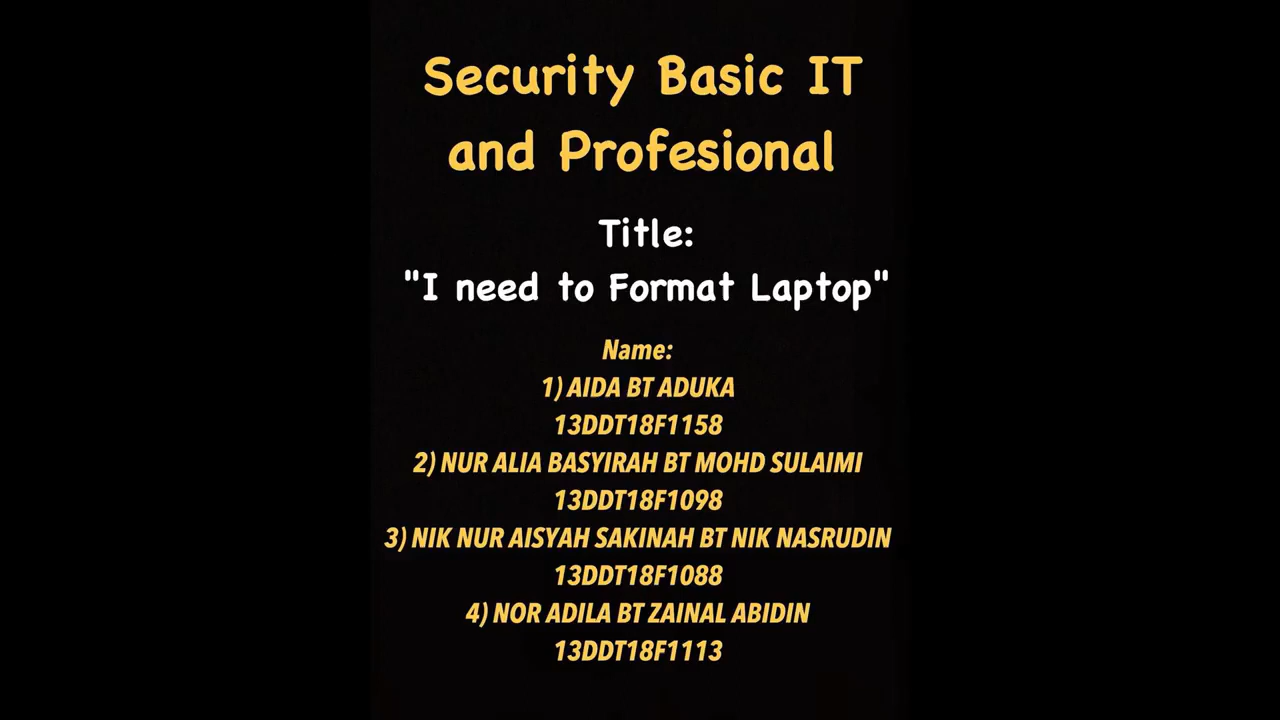 Security Basic IT
and Profesional
Title:
"I need to Format Laptop"
Name:
1) AIDA BT ADUKA
13DDT18F1158
2) NUR ALIA BASYIRAH BT MOHD SULAIMI
13DDT18F1098
3) NIK NUR AISYAH SAKINAH BT NIK NASRUDIN
13DDT18F1088
4) NOR ADILA BT ZAINAL ABIDIN
13DDT18F1113